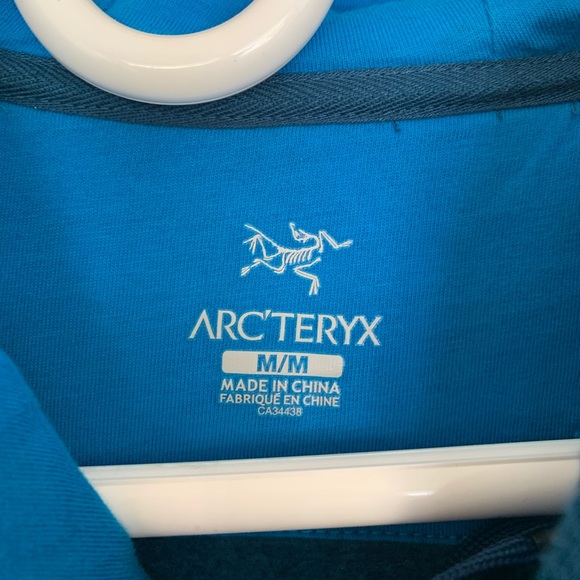 ARC'TERYX
M/M
MADE IN CHINA
FABRIQUÉ EN CHINE
CA34438